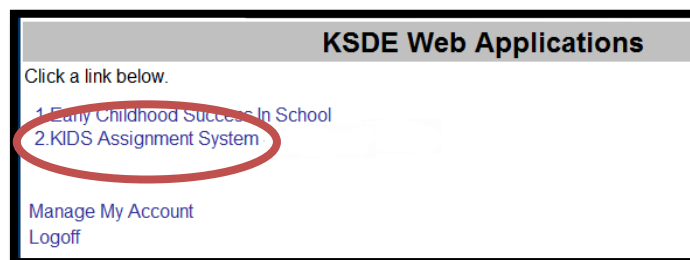 KSDE Web Applications
Click a link below.
1.Early Childhood Success In School
2.KIDS Assignment System
Manage My Account
Logoff